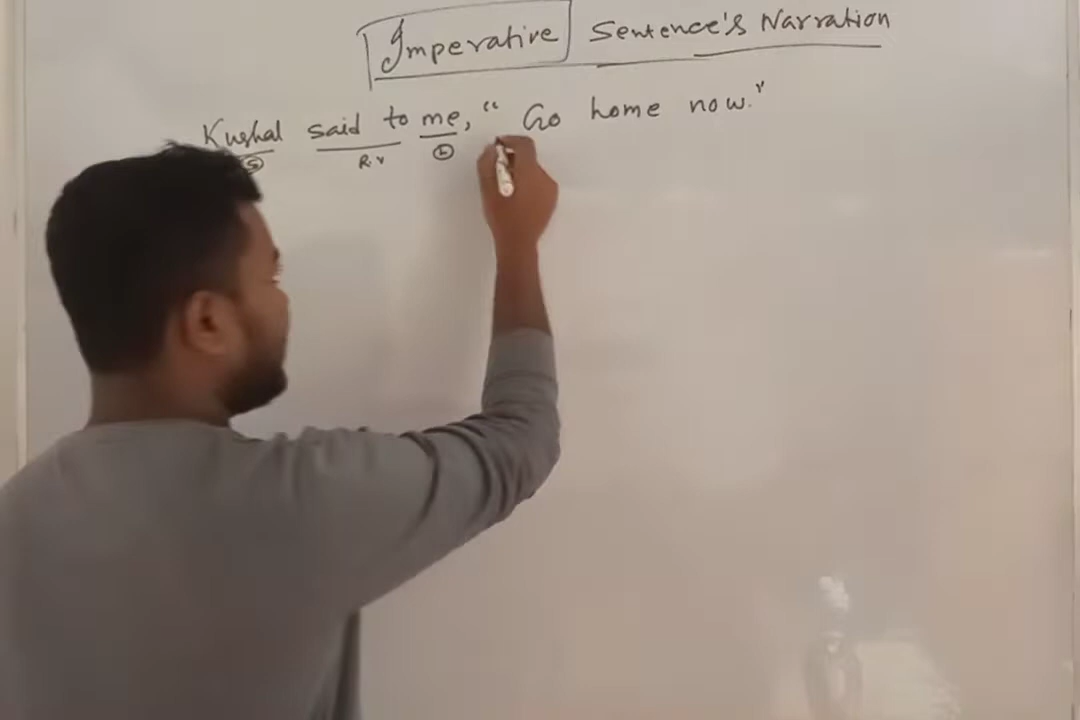 Imperative Sentence's Narration
Kushal said to me, “ Go home now.”
S R.V L